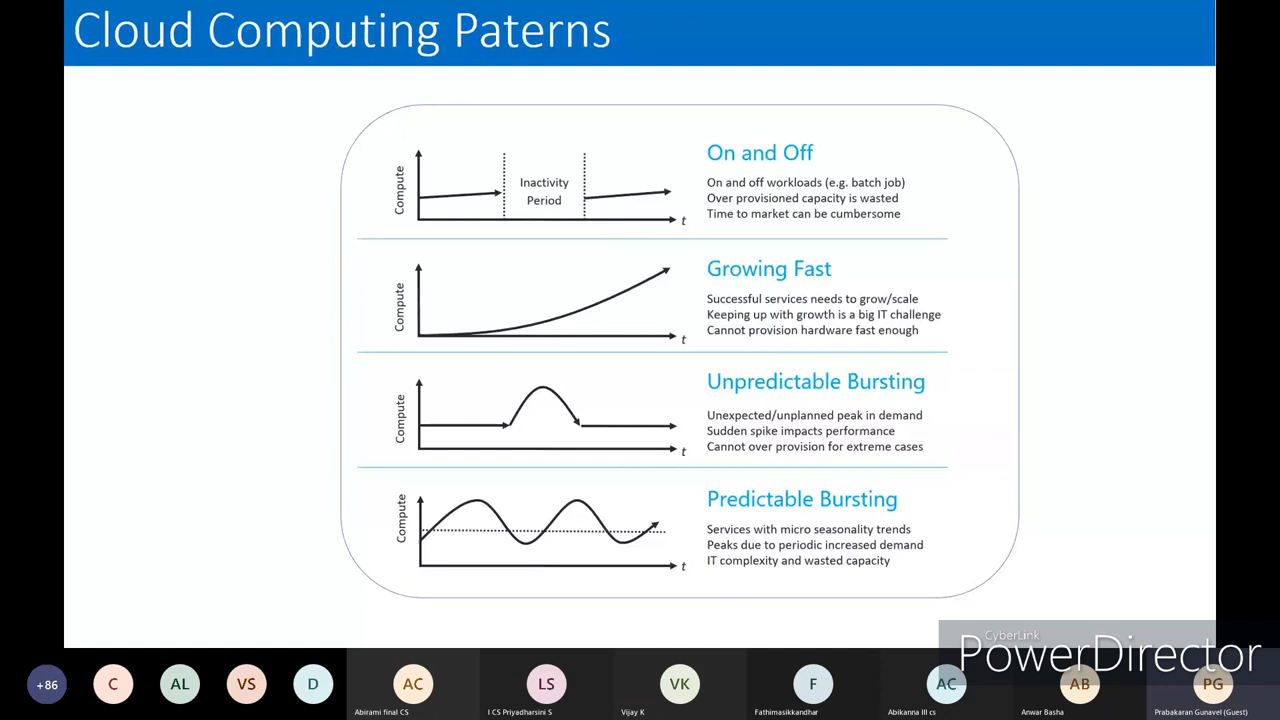 Cloud Computing Paterns
Compute
Inactivity
Period
t
On and Off
On and off workloads (e.g. batch job)
Over provisioned capacity is wasted
Time to market can be cumbersome
Compute
t
Growing Fast
Successful services needs to grow/scale
Keeping up with growth is a big IT challenge
Cannot provision hardware fast enough
Compute
t
Unpredictable Bursting
Unexpected/unplanned peak in demand
Sudden spike impacts performance
Cannot over provision for extreme cases
Compute
t
Predictable Bursting
Services with micro seasonality trends
Peaks due to periodic increased demand
IT complexity and wasted capacity
CyberLink
PowerDirector
+86
C
AL
VS
D
AC
LS
VK
F
AC
AB
PG
Abirami final CS
I CS Priyadharsini S
Vijay K
Fathimasikkandhar
Abikanna III cs
Anwar Basha
Prabakaran Gunavel (Guest)